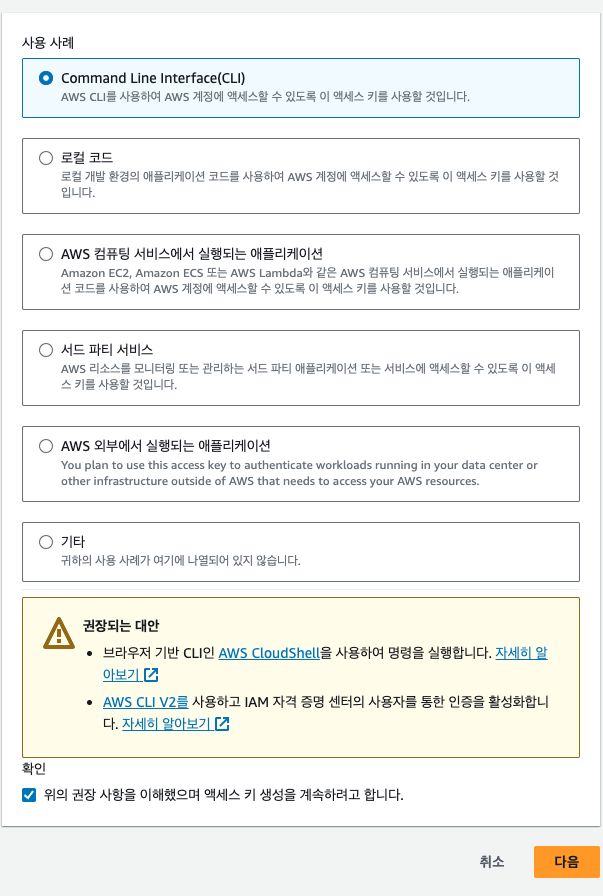 사용 사례
Command Line Interface(CLI)
AWS CLI를 사용하여 AWS 계정에 액세스할 수 있도록 이 액세스 키를 사용할 것입니다.
로컬 코드
로컬 개발 환경의 애플리케이션 코드를 사용하여 AWS 계정에 액세스할 수 있도록 이 액세스 키를 사용할 것
입니다.
AWS 컴퓨팅 서비스에서 실행되는 애플리케이션
Amazon EC2, Amazon ECS 또는 AWS Lambda와 같은 AWS 컴퓨팅 서비스에서 실행되는 애플리케이
션 코드를 사용하여 AWS 계정에 액세스할 수 있도록 이 액세스 키를 사용할 것입니다.
서드 파티 서비스
AWS 리소스를 모니터링 또는 관리하는 서드 파티 애플리케이션 또는 서비스에 액세스할 수 있도록 이 액세
스 키를 사용할 것입니다.
AWS 외부에서 실행되는 애플리케이션
You plan to use this access key to authenticate workloads running in your data center or
other infrastructure outside of AWS that needs to access your AWS resources.
기타
귀하의 사용 사례가 여기에 나열되어 있지 않습니다.
권장되는 대안
• 브라우저 기반 CLI인 AWS CloudShell을 사용하여 명령을 실행합니다. 자세히 알
아보기
• AWS CLI V2를 사용하고 IAM 자격 증명 센터의 사용자를 통한 인증을 활성화합니
다. 자세히 알아보기
확인
위의 권장 사항을 이해했으며 액세스 키 생성을 계속하려고 합니다.
취소
다음